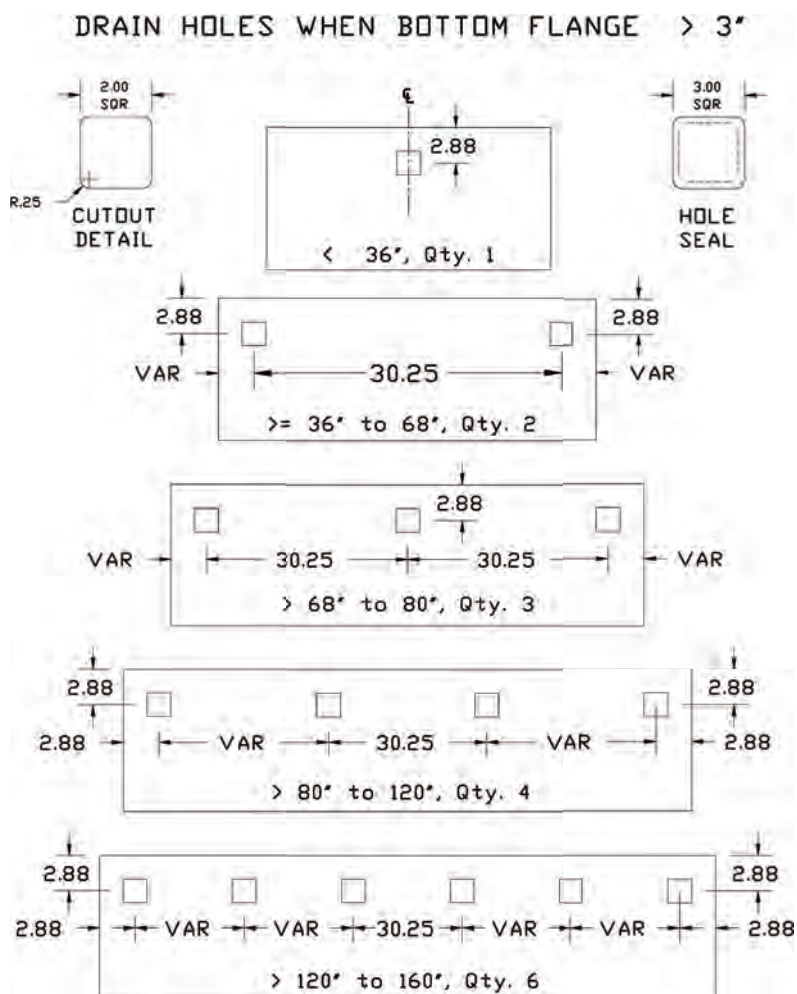 DRAIN HOLES WHEN BOTTOM FLANGE > 3"
2.00
SQR
℄
3.00
SQR
2.88
R.25
CUTOUT
DETAIL
HOLE
SEAL
< 36", Qty. 1
2.88
2.88
VAR
30.25
VAR
>= 36" to 68", Qty. 2
2.88
VAR
30.25
30.25
VAR
> 68" to 80", Qty. 3
2.88
2.88
2.88
VAR
30.25
VAR
2.88
> 80" to 120", Qty. 4
2.88
2.88
2.88
VAR
VAR
30.25
VAR
VAR
2.88
> 120" to 160", Qty. 6